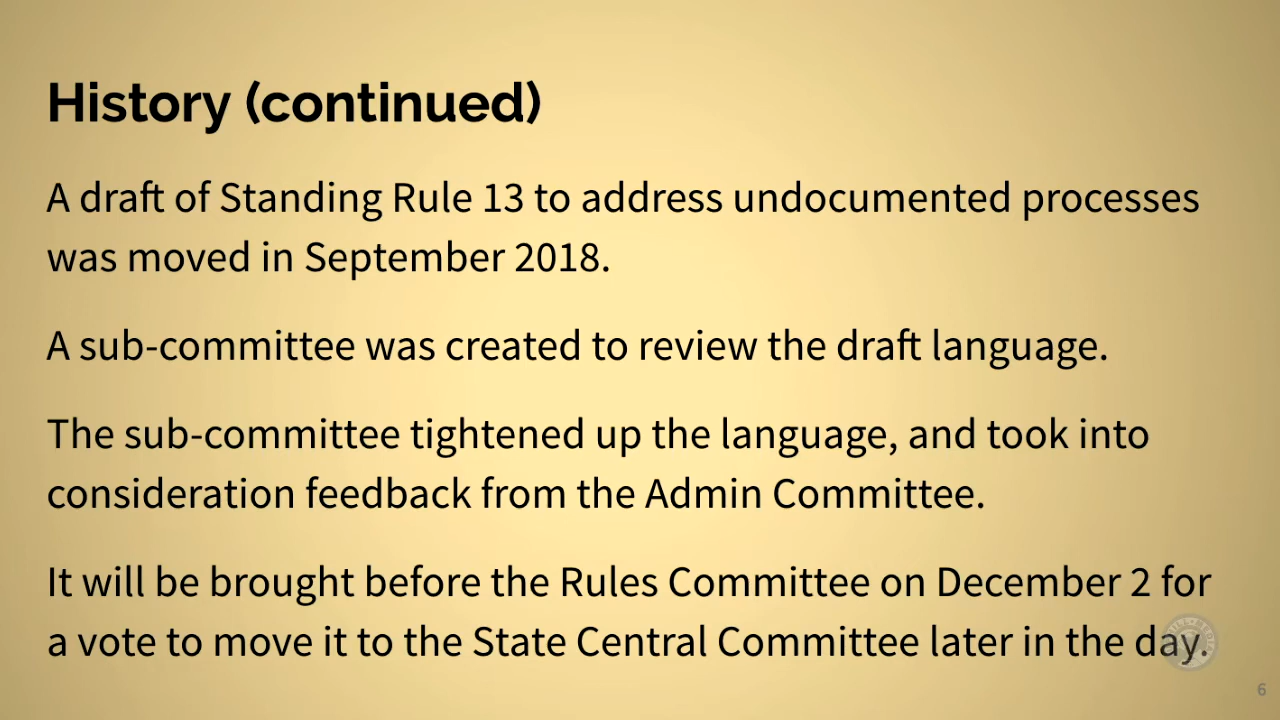 History (continued)
A draft of Standing Rule 13 to address undocumented processes
was moved in September 2018.
A sub-committee was created to review the draft language.
The sub-committee tightened up the language, and took into
consideration feedback from the Admin Committee.
It will be brought before the Rules Committee on December 2 for
a vote to move it to the State Central Committee later in the day.
6